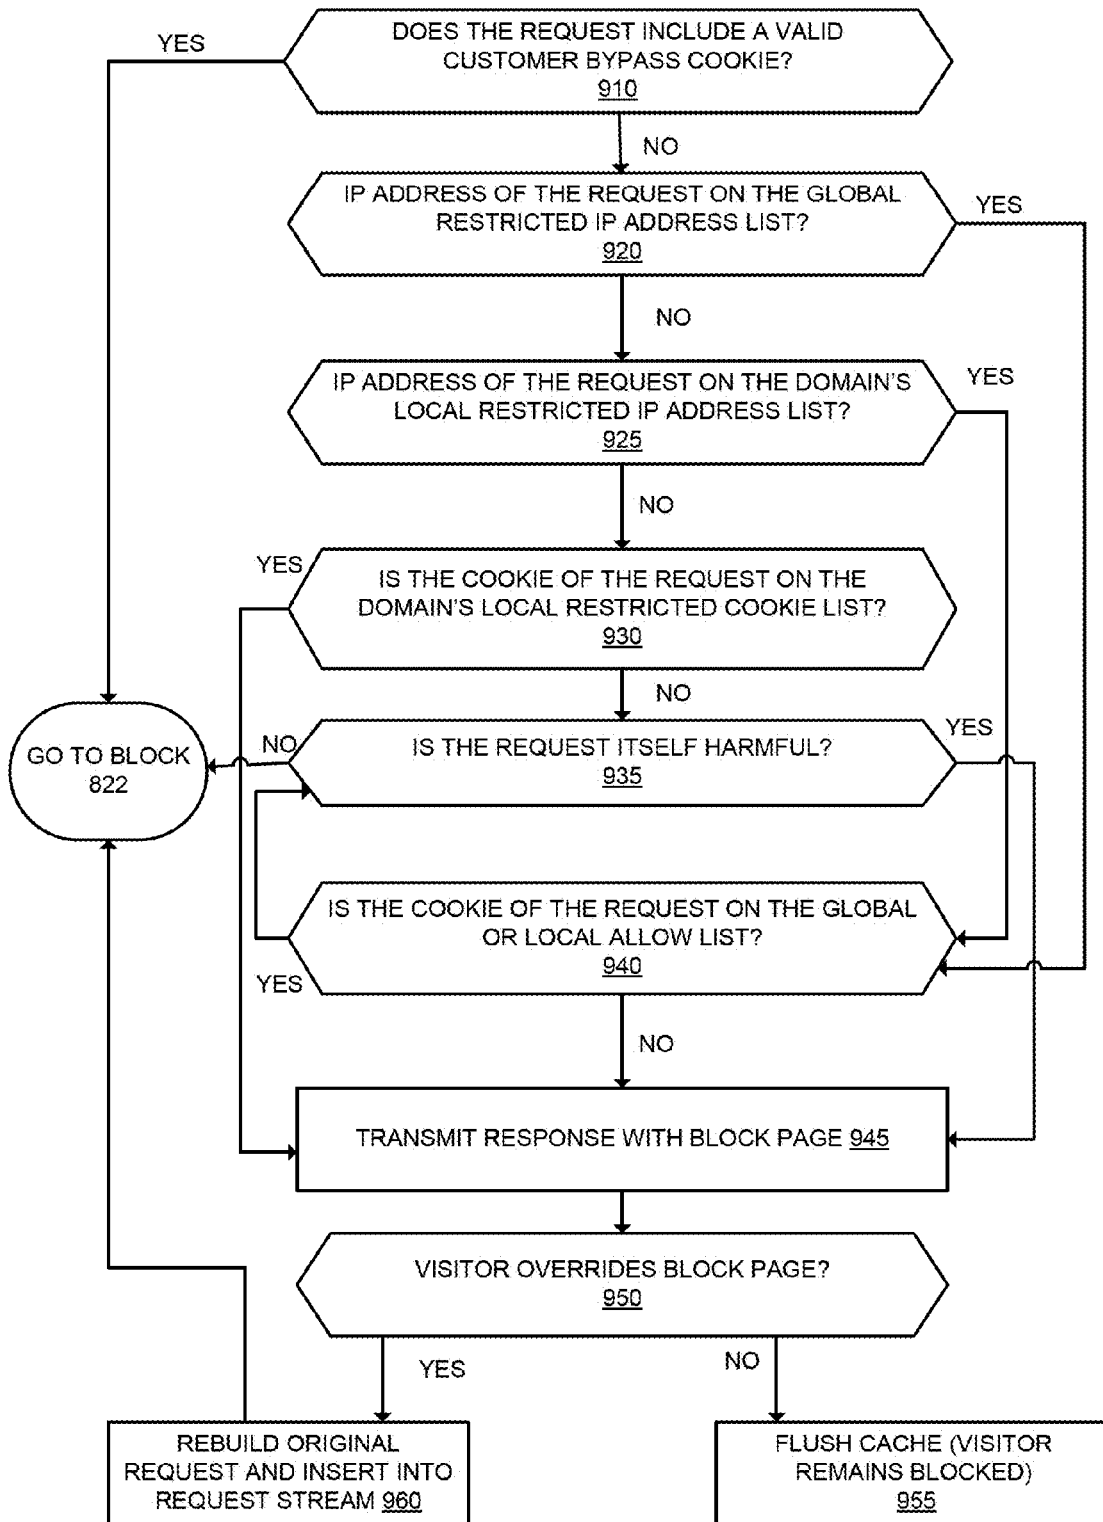 DOES THE REQUEST INCLUDE A VALID
CUSTOMER BYPASS COOKIE?
910
YES
NO
IP ADDRESS OF THE REQUEST ON THE GLOBAL
RESTRICTED IP ADDRESS LIST?
920
YES
NO
IP ADDRESS OF THE REQUEST ON THE DOMAIN'S
LOCAL RESTRICTED IP ADDRESS LIST?
925
YES
NO
YES
IS THE COOKIE OF THE REQUEST ON THE
DOMAIN'S LOCAL RESTRICTED COOKIE LIST?
930
NO
GO TO BLOCK
822
NO
IS THE REQUEST ITSELF HARMFUL?
935
YES
IS THE COOKIE OF THE REQUEST ON THE GLOBAL
OR LOCAL ALLOW LIST?
940
YES
NO
TRANSMIT RESPONSE WITH BLOCK PAGE 945
VISITOR OVERRIDES BLOCK PAGE?
950
YES
NO
REBUILD ORIGINAL
REQUEST AND INSERT INTO
REQUEST STREAM 960
FLUSH CACHE (VISITOR
REMAINS BLOCKED)
955